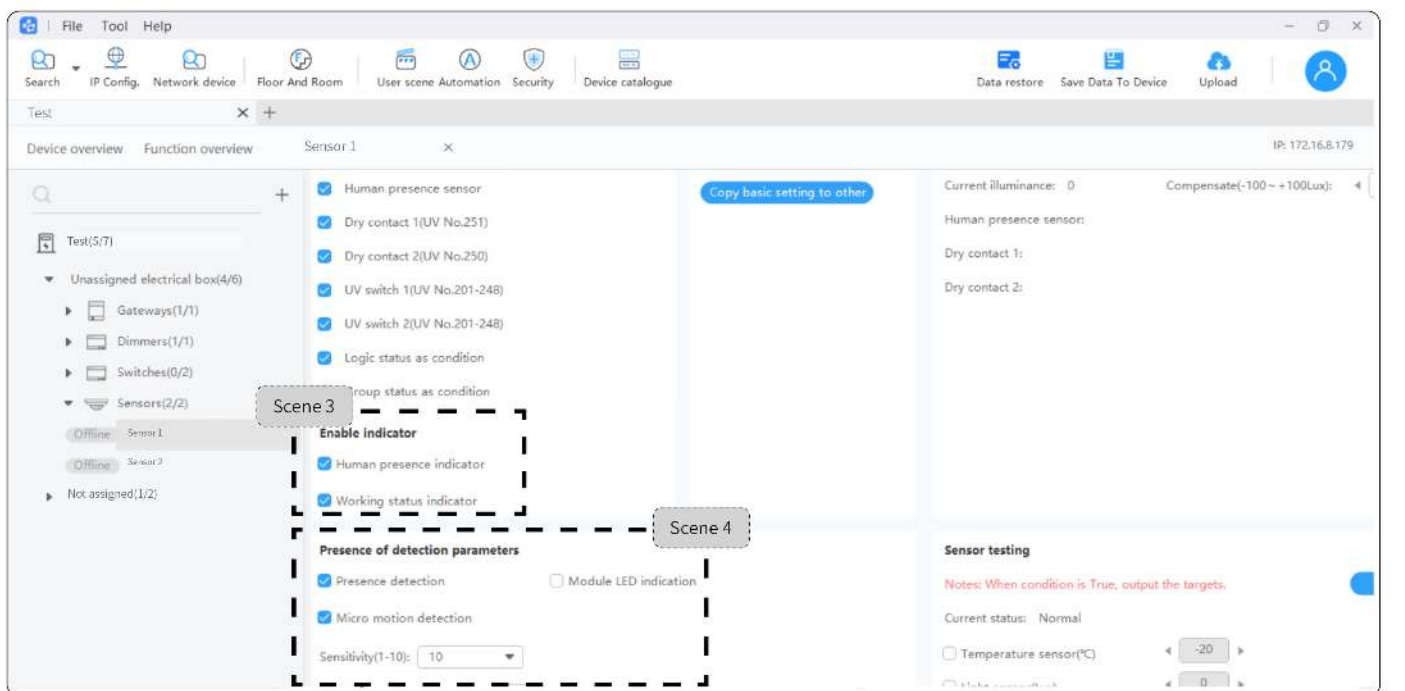 File Tool Help
Search IP Config. Network device Floor And Room User scene Automation Security Device catalogue Data restore Save Data To Device Upload
Test
Device overview Function overview Sensor 1 IP: 172.16.8.179
Test(5/7)
Unassigned electrical box(4/6)
Gateways(1/1)
Dimmers(1/1)
Switches(0/2)
Sensors(2/2)
Offline Sensor 1
Offline Sensor 2
Not assigned(1/2)
Human presence sensor
Dry contact 1(UV No.251)
Dry contact 2(UV No.250)
UV switch 1(UV No.201-248)
UV switch 2(UV No.201-248)
Logic status as condition
Group status as condition
Scene 3
Enable indicator
Human presence indicator
Working status indicator
Scene 4
Presence of detection parameters
Presence detection Module LED indication
Micro motion detection
Sensitivity(1-10): 10
Copy basic setting to other
Current illuminance: 0 Compensate(-100 ~ +100Lux):
Human presence sensor:
Dry contact 1:
Dry contact 2:
Sensor testing
Notes: When condition is True, output the targets.
Current status: Normal
Temperature sensor(°C) -20
0